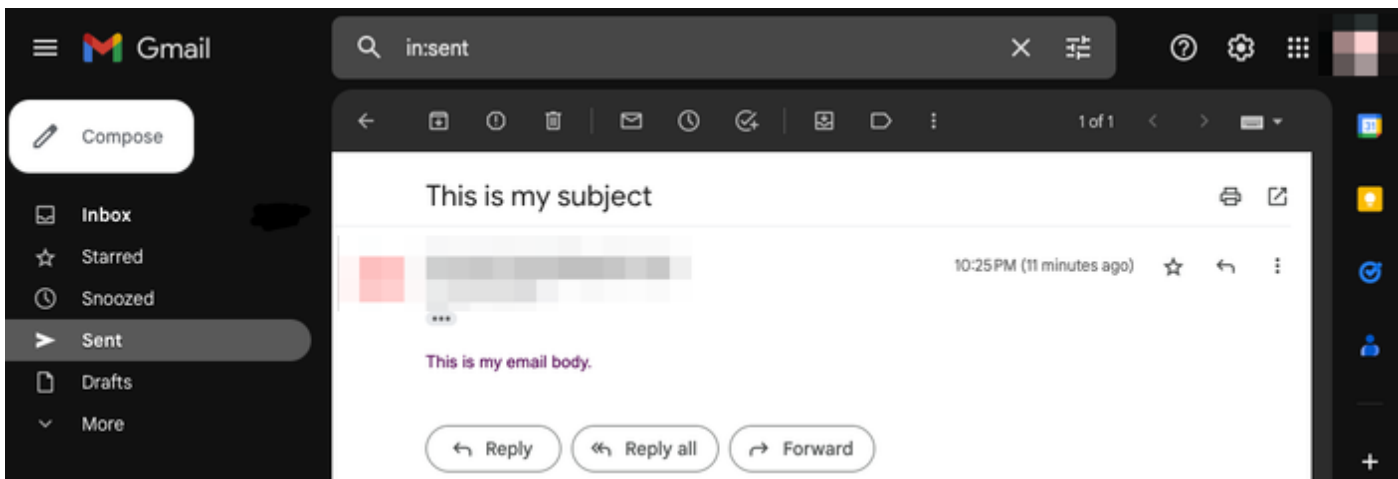 Gmail
in:sent
Compose
1 of 1
31
This is my subject
Inbox
Starred
10:25 PM (11 minutes ago)
Snoozed
Sent
This is my email body.
Drafts
More
Reply
Reply all
Forward